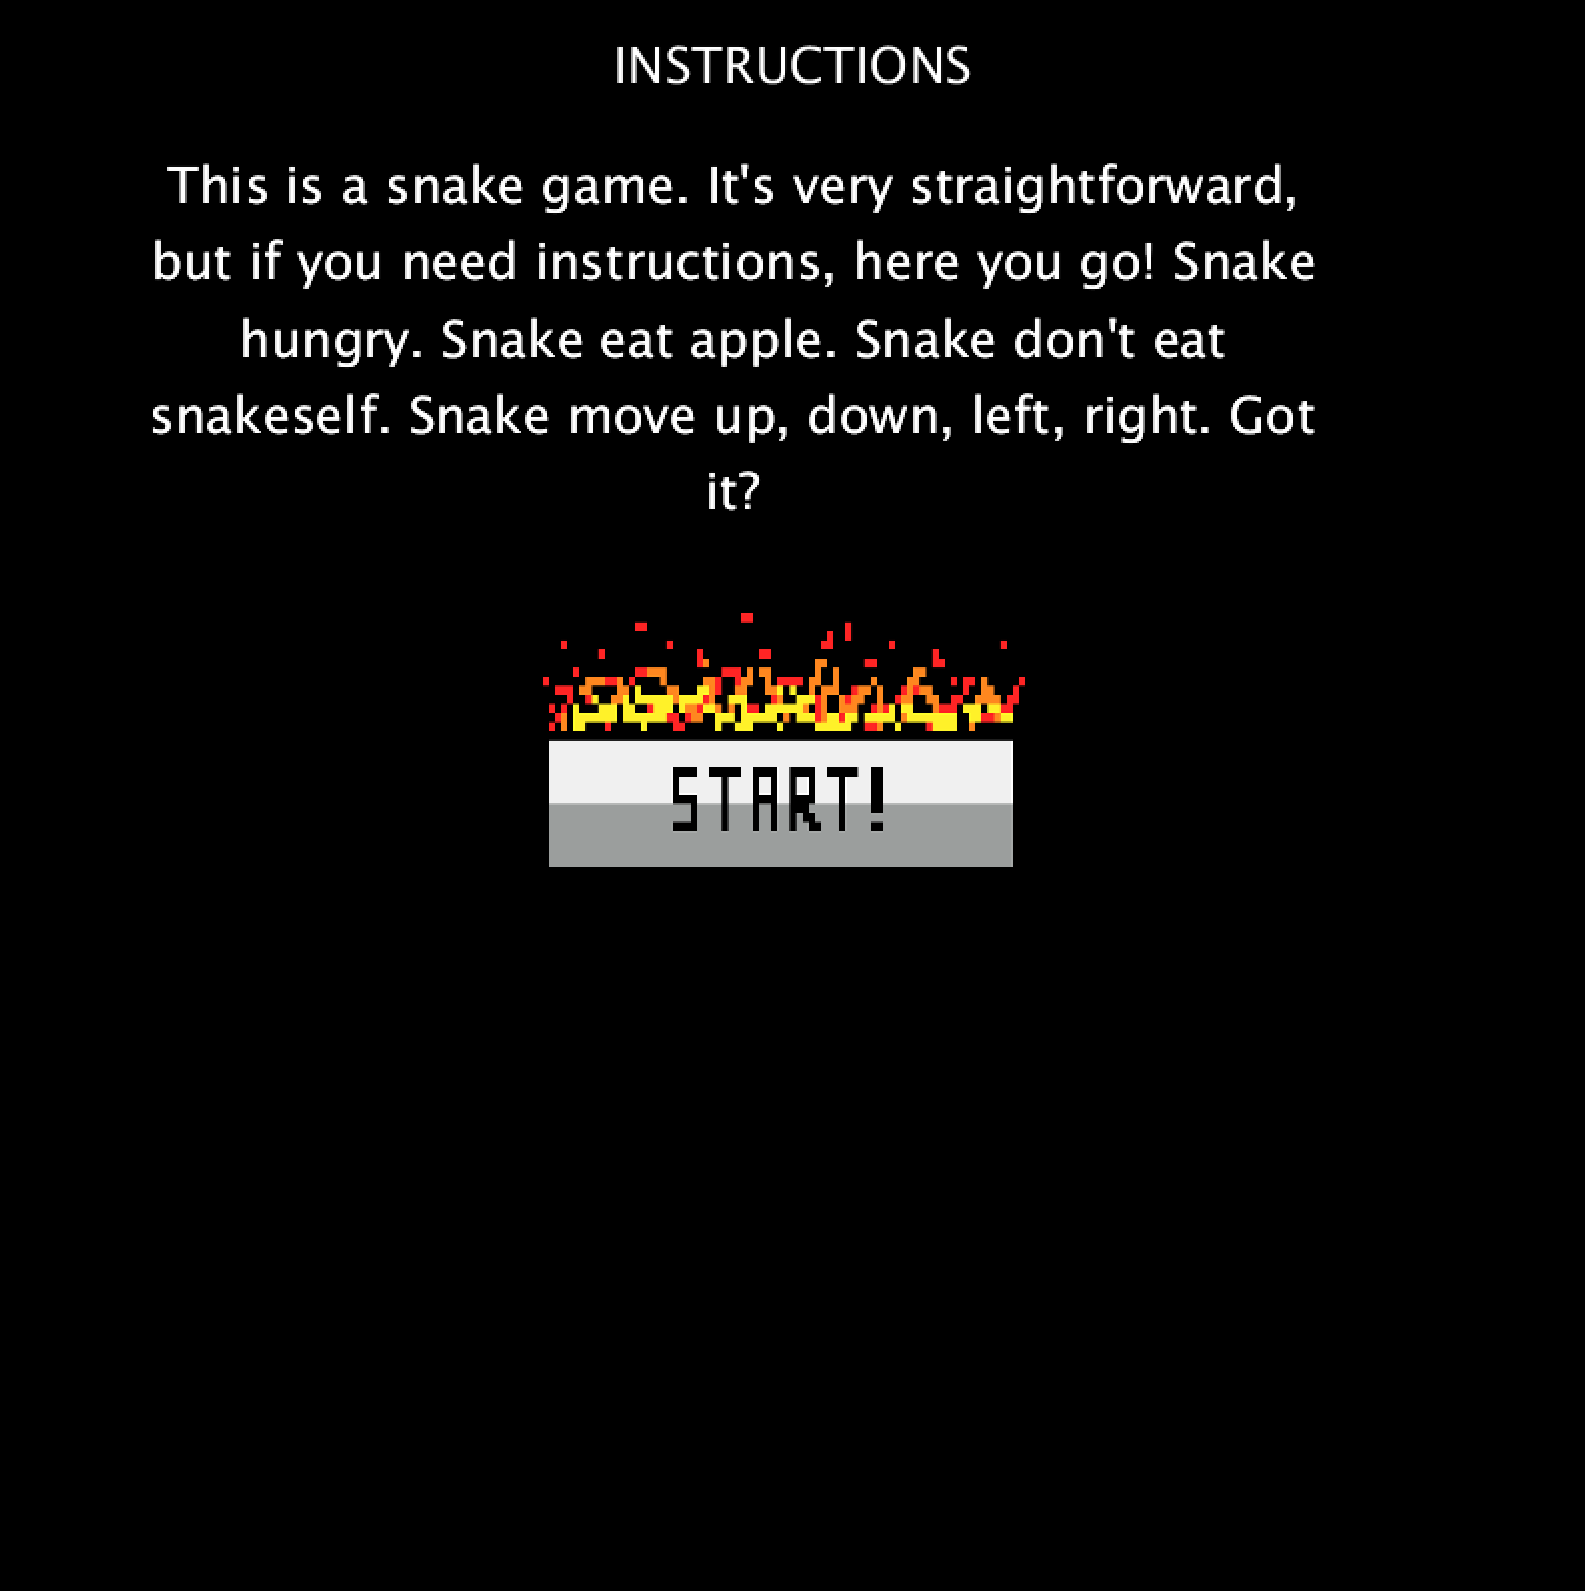 INSTRUCTIONS
This is a snake game. It's very straightforward,
but if you need instructions, here you go! Snake
hungry. Snake eat apple. Snake don't eat
snakeself. Snake move up, down, left, right. Got
it?
START!